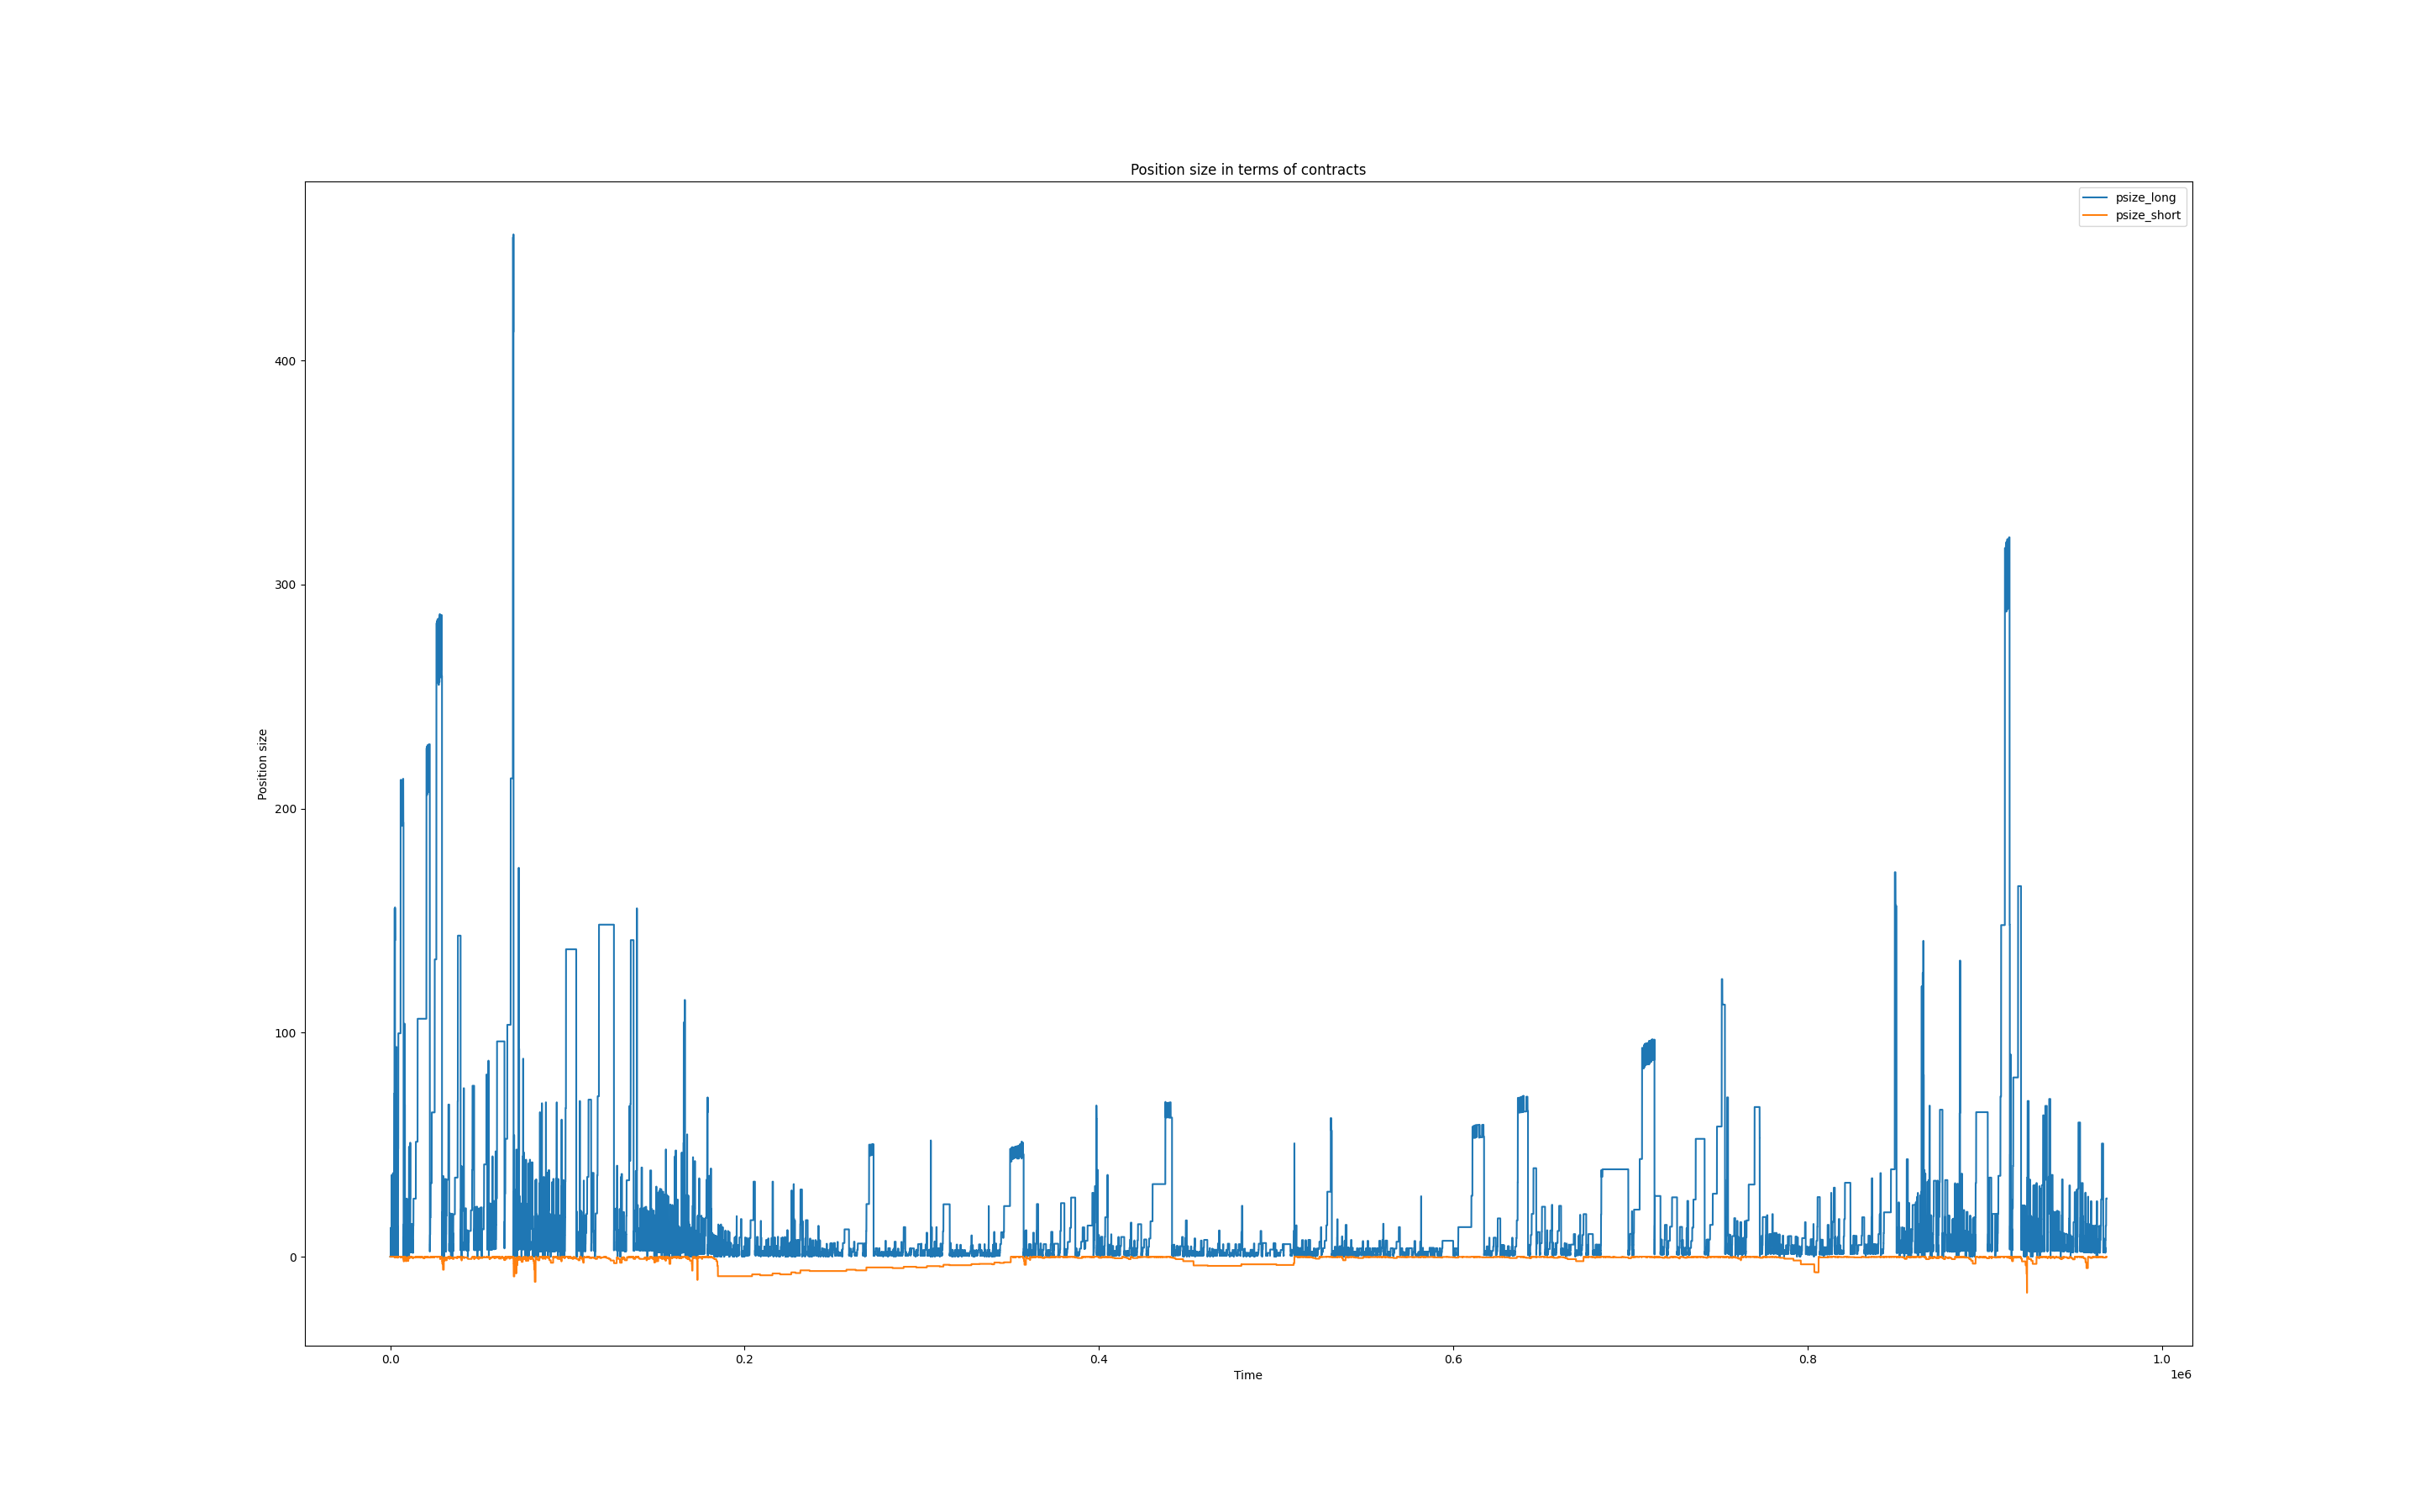 Position size in terms of contracts
psize_long
psize_short
400
300
200
100
0
Position size
0.0 0.2 0.4 0.6 0.8 1.0
1e6
Time